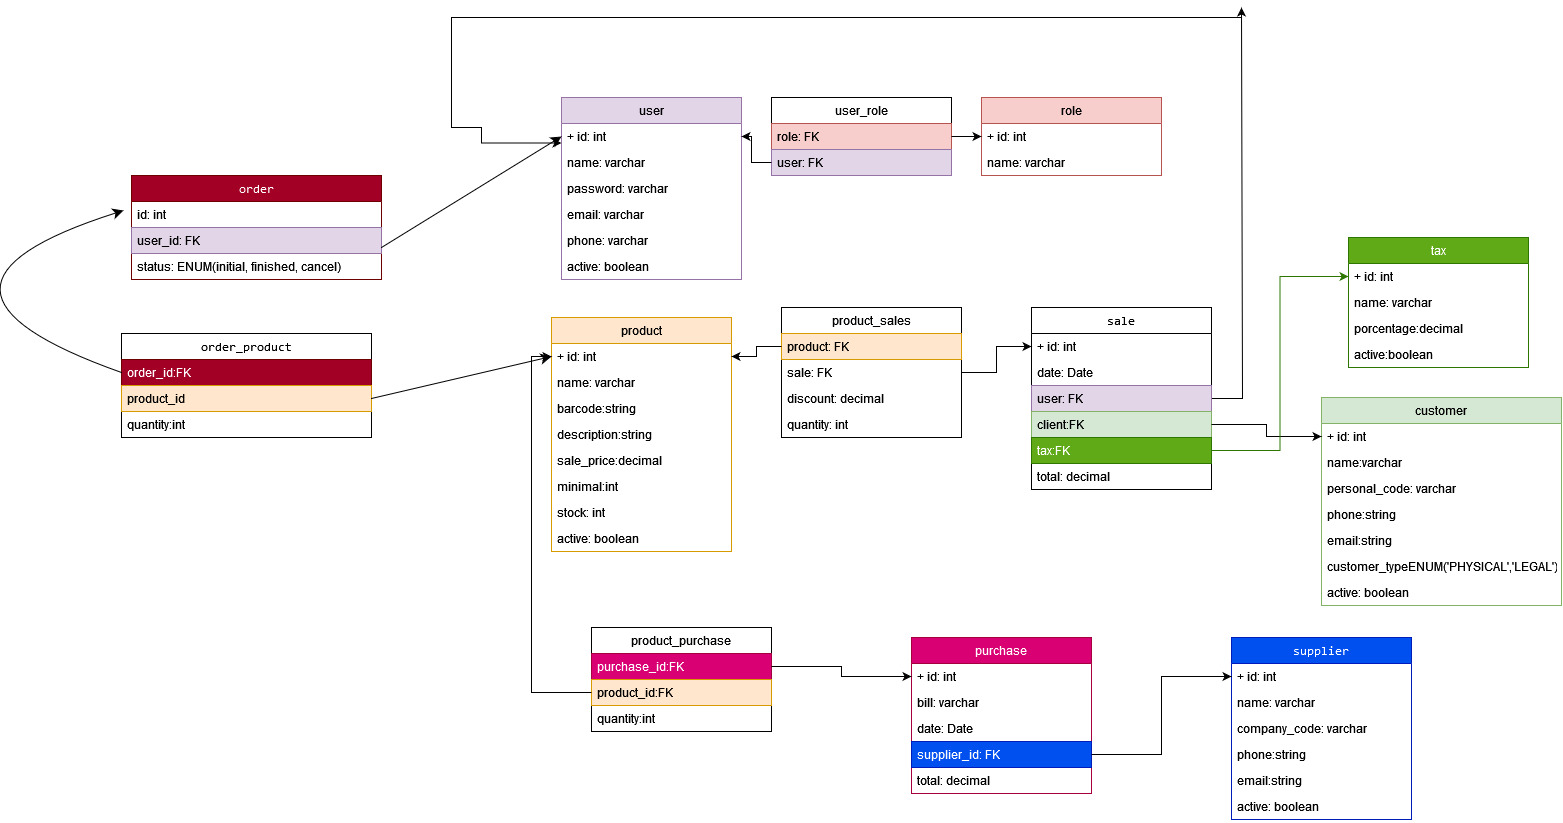 user
+ id: int
name: varchar
password: varchar
email: varchar
phone: varchar
active: boolean
user_role
role: FK
user: FK
role
+ id: int
name: varchar
order
id: int
user_id: FK
status: ENUM(initial, finished, cancel)
tax
+ id: int
name: varchar
porcentage:decimal
active:boolean
order_product
order_id:FK
product_id
quantity:int
product
+ id: int
name: varchar
barcode:string
description:string
sale_price:decimal
minimal:int
stock: int
active: boolean
product_sales
product: FK
sale: FK
discount: decimal
quantity: int
sale
+ id: int
date: Date
user: FK
client:FK
tax:FK
total: decimal
customer
+ id: int
name:varchar
personal_code: varchar
phone:string
email:string
customer_typeENUM('PHYSICAL','LEGAL')
active: boolean
product_purchase
purchase_id:FK
product_id:FK
quantity:int
purchase
+ id: int
bill: varchar
date: Date
supplier_id: FK
total: decimal
supplier
+ id: int
name: varchar
company_code: varchar
phone:string
email:string
active: boolean